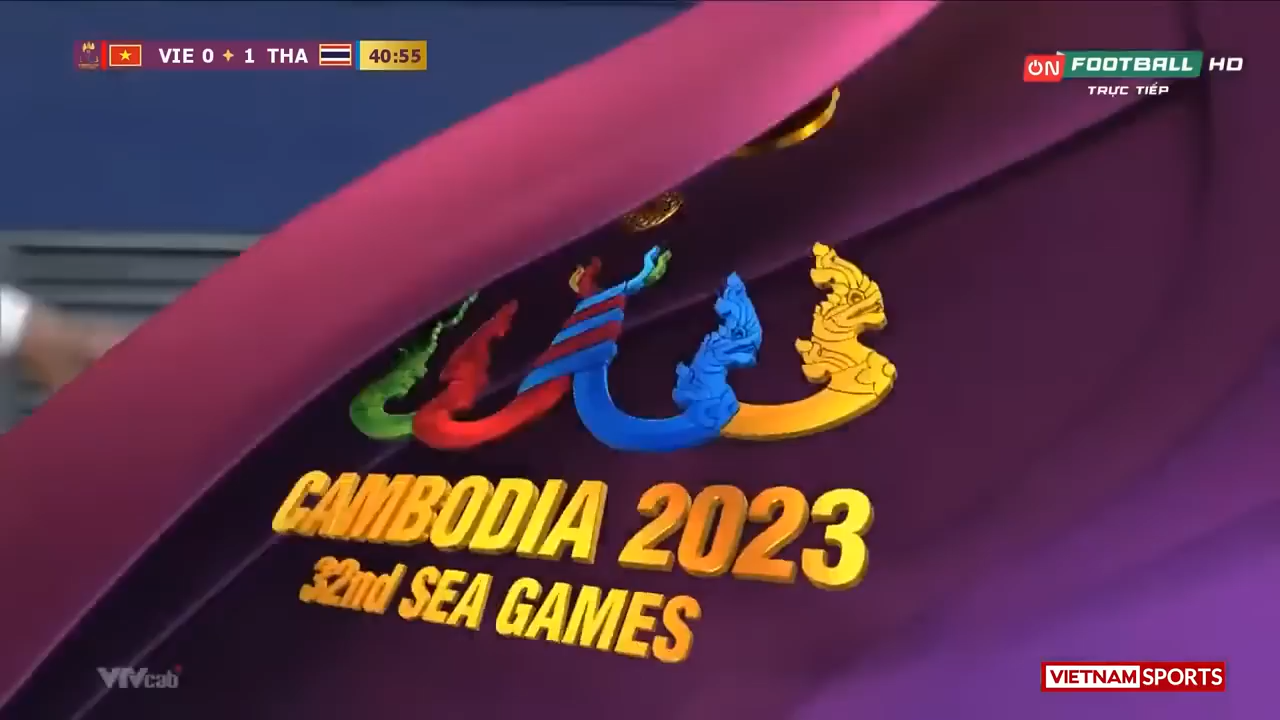 VIE 0 1 THA 40:55
ON FOOTBALL HD
TRỰC TIẾP
CAMBODIA 2023
32nd SEA GAMES
VTVcab
VIETNAM SPORTS